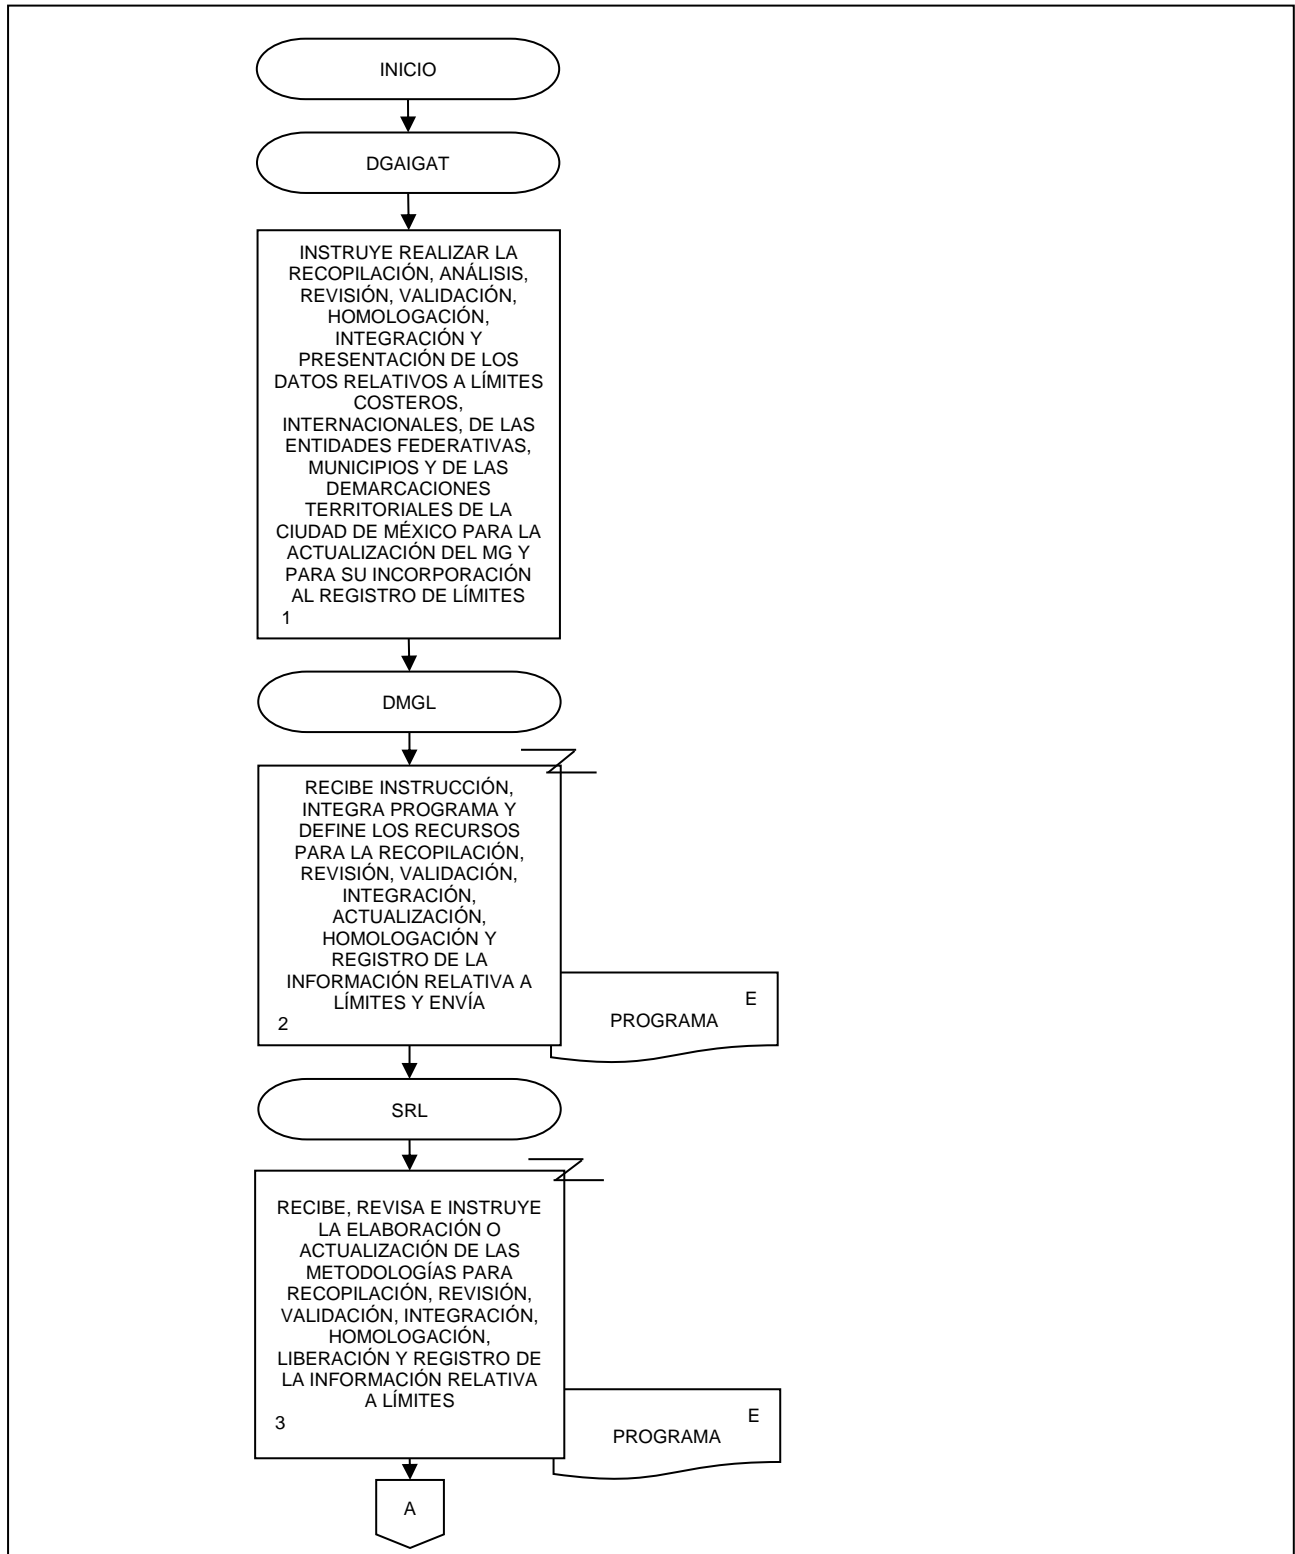 INICIO
DGAIGAT
INSTRUYE REALIZAR LA
RECOPILACIÓN, ANÁLISIS,
REVISIÓN, VALIDACIÓN,
HOMOLOGACIÓN,
INTEGRACIÓN Y
PRESENTACIÓN DE LOS
DATOS RELATIVOS A LÍMITES
COSTEROS,
INTERNACIONALES, DE LAS
ENTIDADES FEDERATIVAS,
MUNICIPIOS Y DE LAS
DEMARCACIONES
TERRITORIALES DE LA
CIUDAD DE MÉXICO PARA LA
ACTUALIZACIÓN DEL MG Y
PARA SU INCORPORACIÓN
AL REGISTRO DE LÍMITES
1
DMGL
RECIBE INSTRUCCIÓN,
INTEGRA PROGRAMA Y
DEFINE LOS RECURSOS
PARA LA RECOPILACIÓN,
REVISIÓN, VALIDACIÓN,
INTEGRACIÓN,
ACTUALIZACIÓN,
HOMOLOGACIÓN Y
REGISTRO DE LA
INFORMACIÓN RELATIVA A
LÍMITES Y ENVÍA
2
E
PROGRAMA
SRL
RECIBE, REVISA E INSTRUYE
LA ELABORACIÓN O
ACTUALIZACIÓN DE LAS
METODOLOGÍAS PARA
RECOPILACIÓN, REVISIÓN,
VALIDACIÓN, INTEGRACIÓN,
HOMOLOGACIÓN,
LIBERACIÓN Y REGISTRO DE
LA INFORMACIÓN RELATIVA
A LÍMITES
3
E
PROGRAMA
A